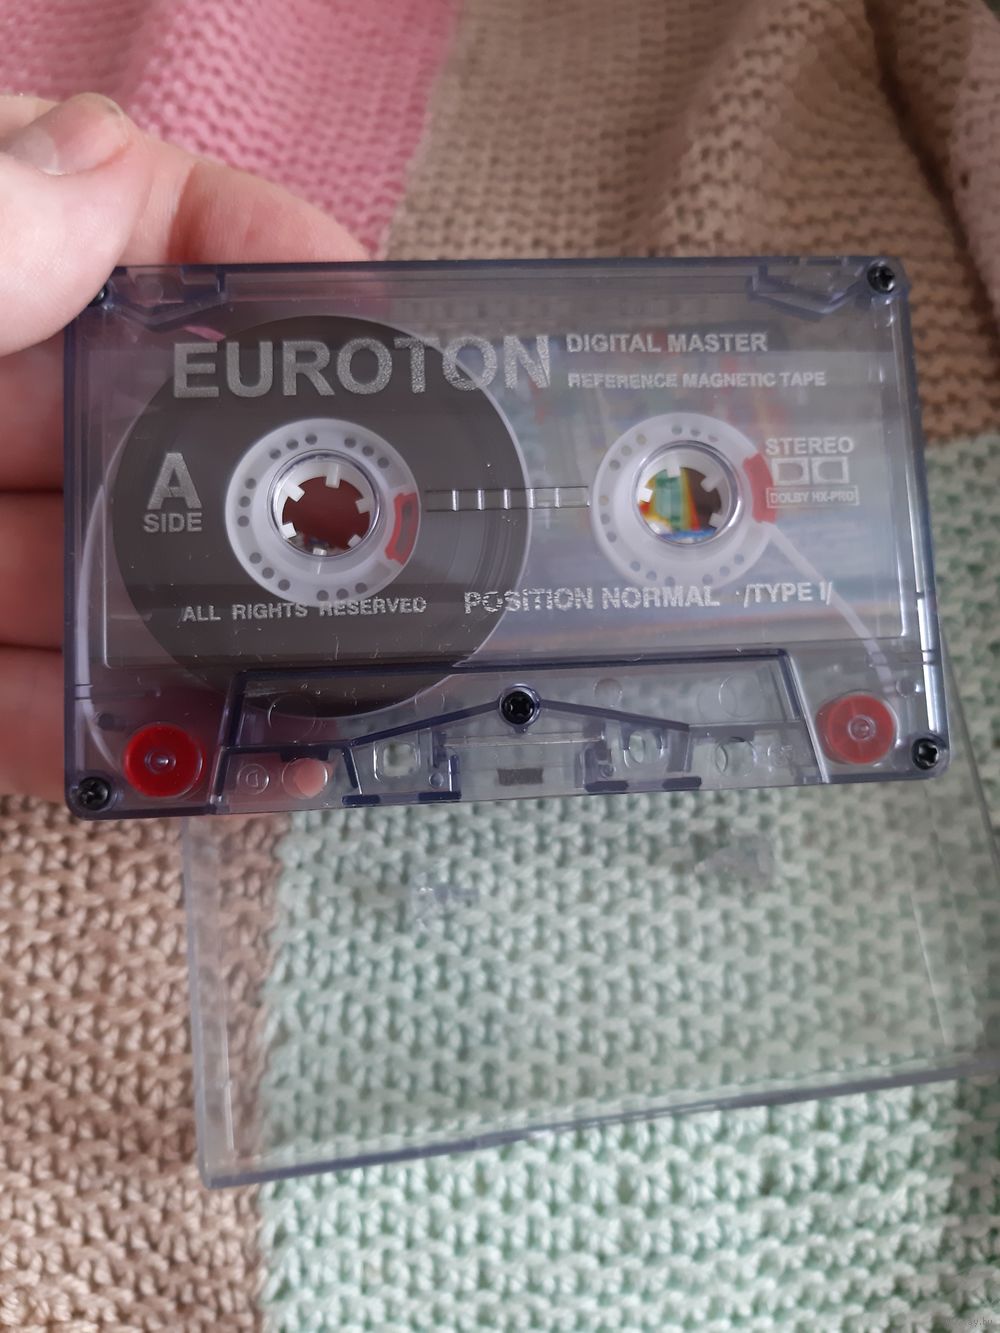 EUROTON
DIGITAL MASTER
REFERENCE MAGNETIC TAPE
A
SIDE
STEREO
DOLBY HX-PRO
ALL RIGHTS RESERVED
POSITION NORMAL /TYPE I/